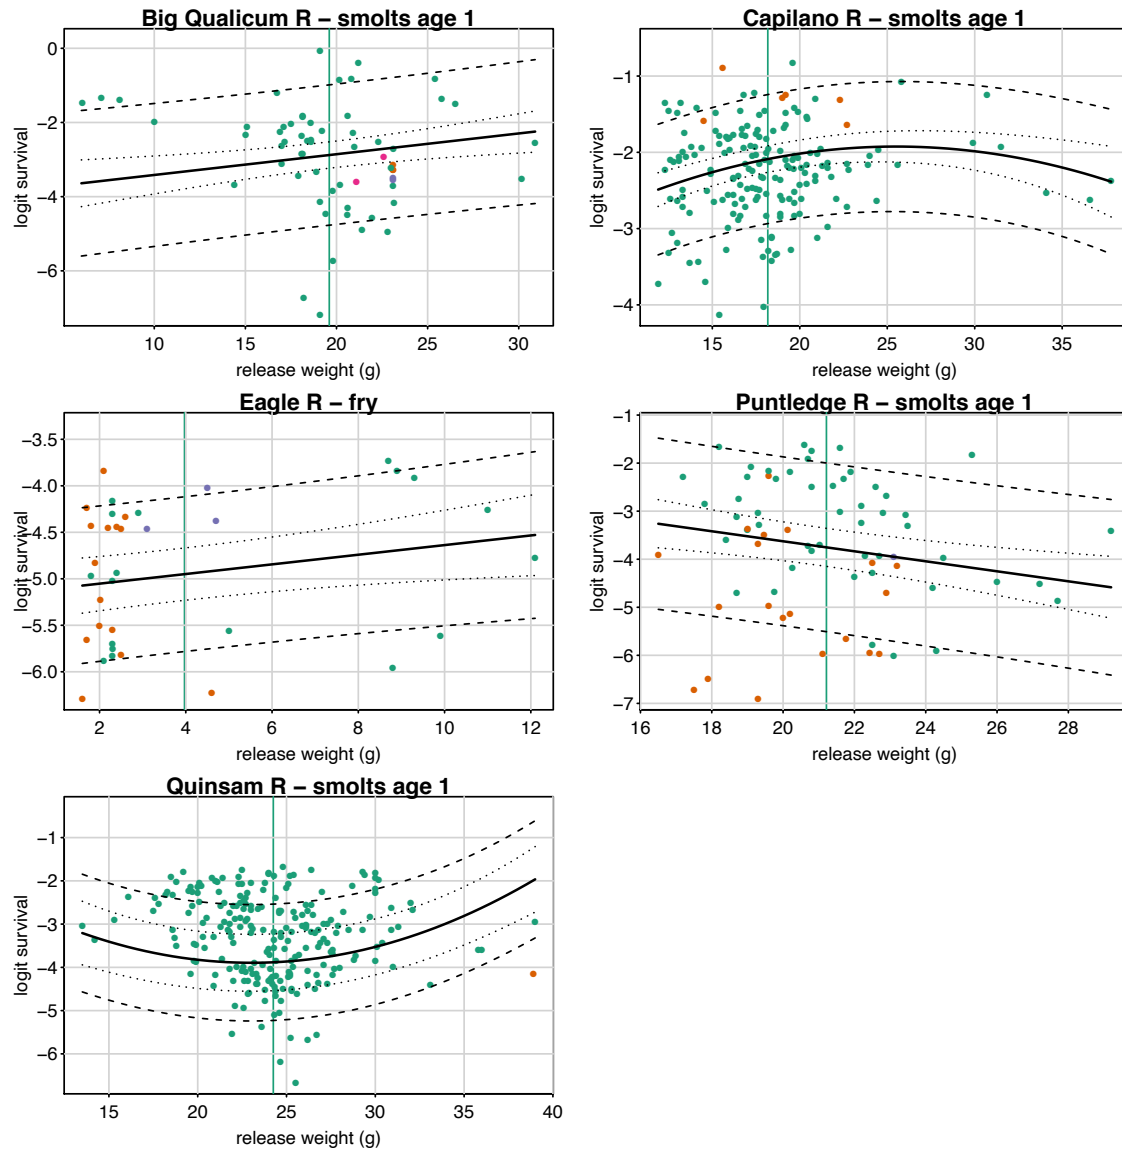 Big Qualicum R – smolts age 1
logit survival
0
−2
−4
−6
10 15 20 25 30
release weight (g)
Capilano R – smolts age 1
logit survival
−1
−2
−3
−4
15 20 25 30 35
release weight (g)
Eagle R – fry
logit survival
−3.5
−4.0
−4.5
−5.0
−5.5
−6.0
2 4 6 8 10 12
release weight (g)
Puntledge R – smolts age 1
logit survival
−1
−2
−3
−4
−5
−6
−7
16 18 20 22 24 26 28
release weight (g)
Quinsam R – smolts age 1
logit survival
−1
−2
−3
−4
−5
−6
15 20 25 30 35 40
release weight (g)